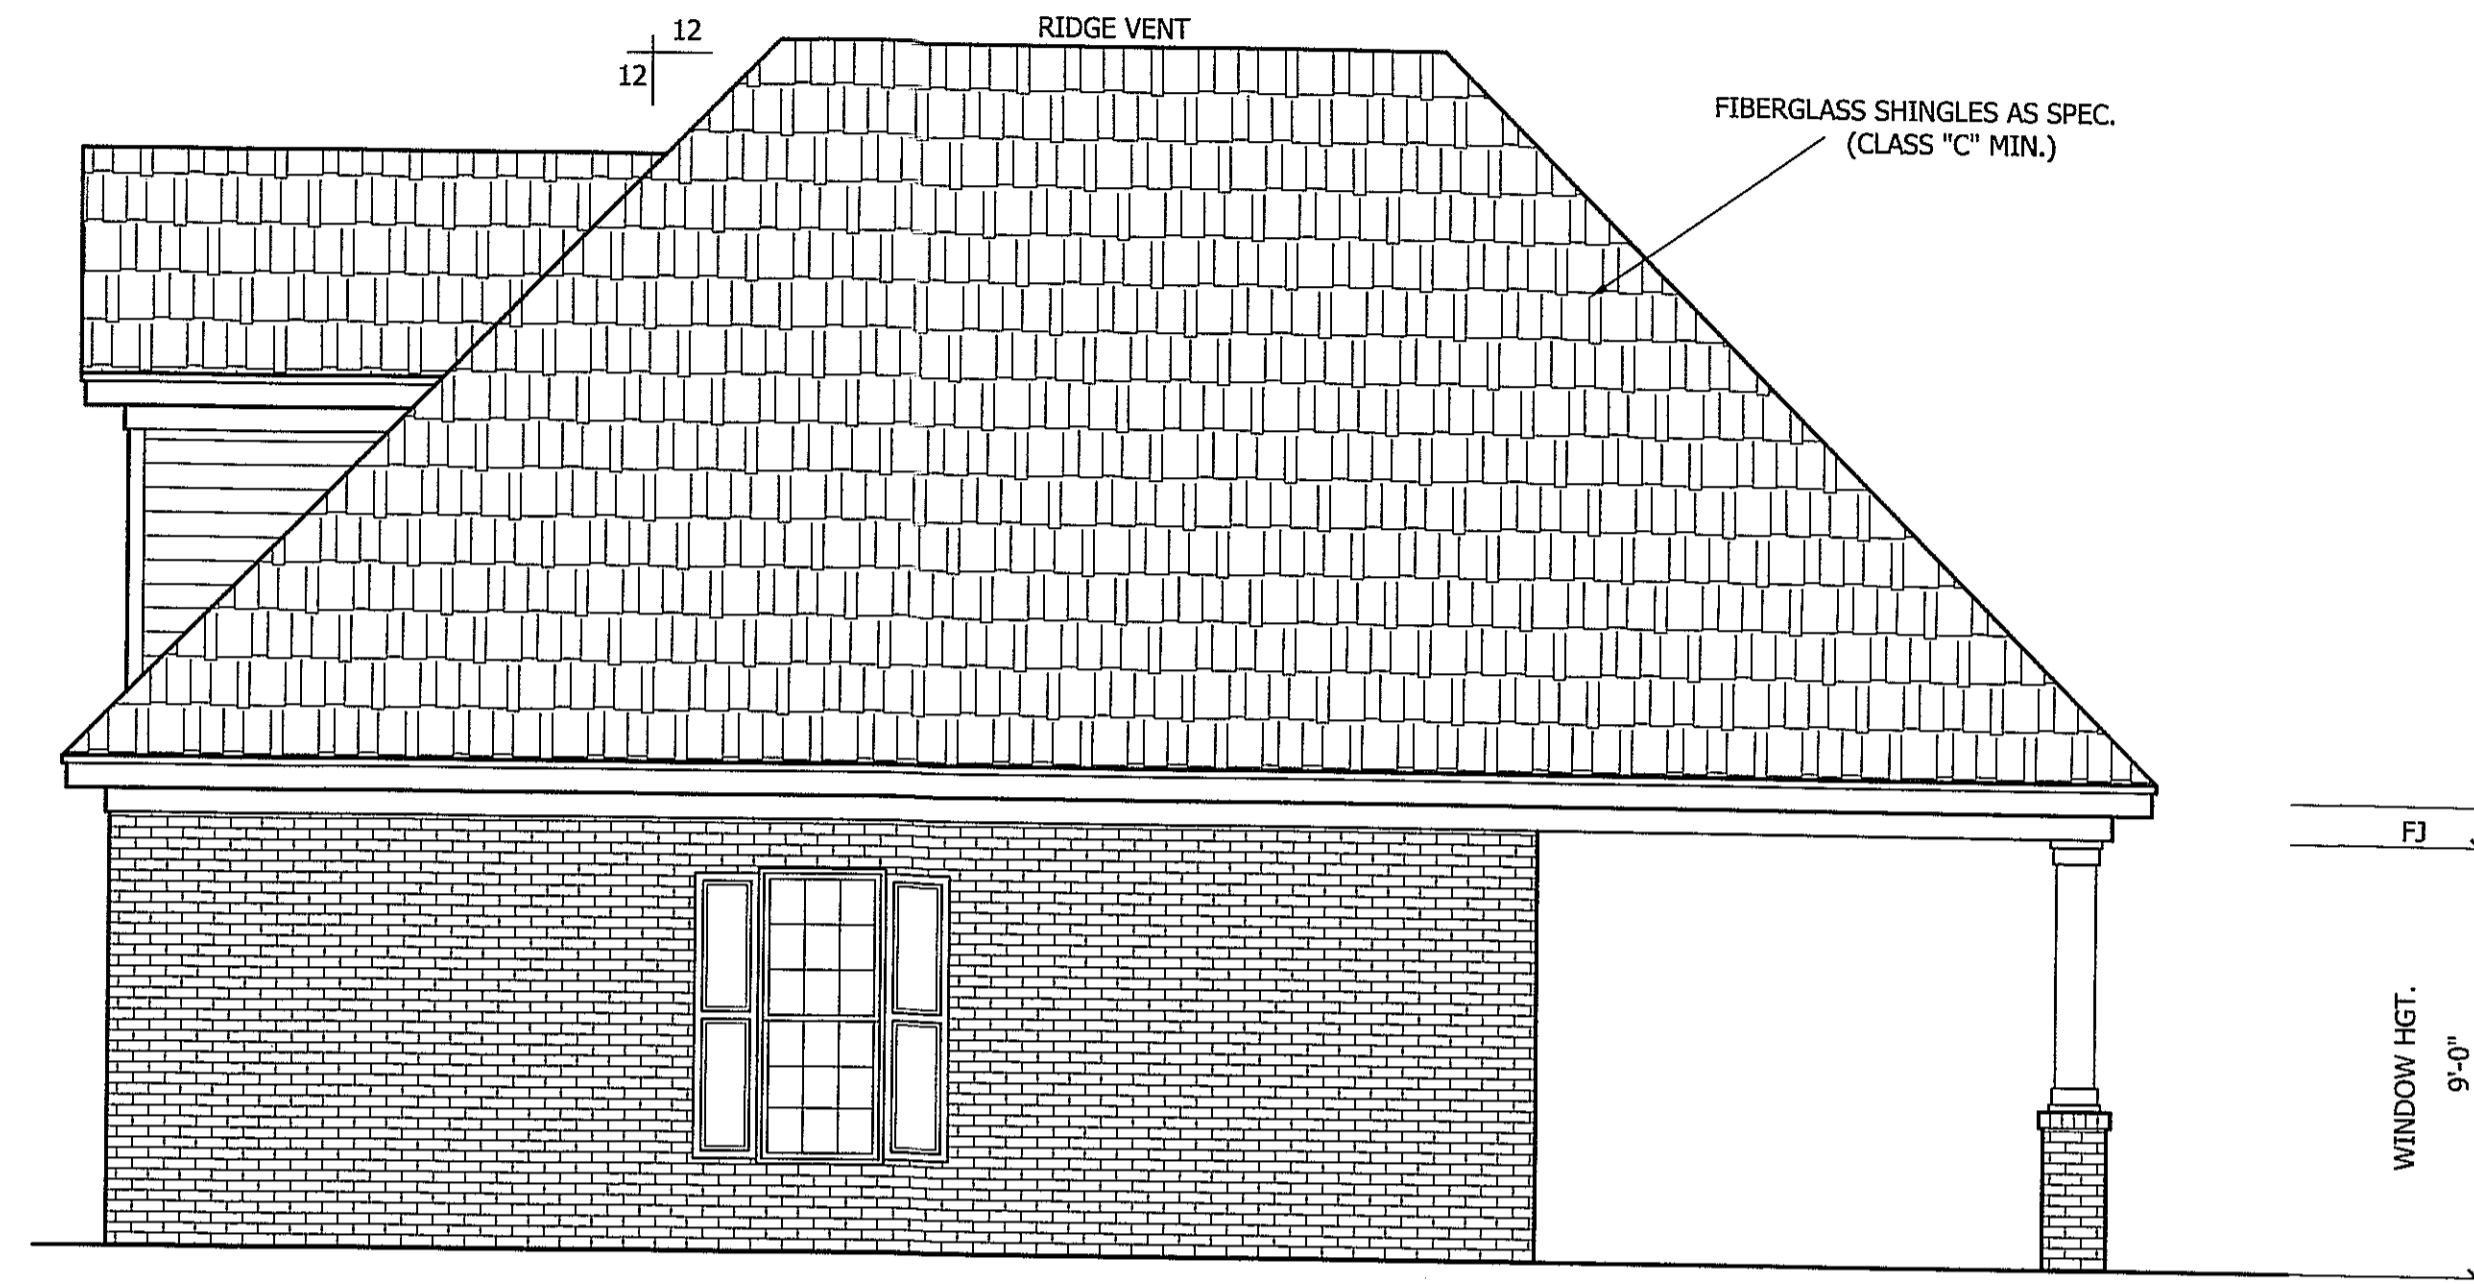 12
RIDGE VENT
12
FIBERGLASS SHINGLES AS SPEC.
(CLASS "C" MIN.)
FJ
WINDOW HGT.
9'-0"